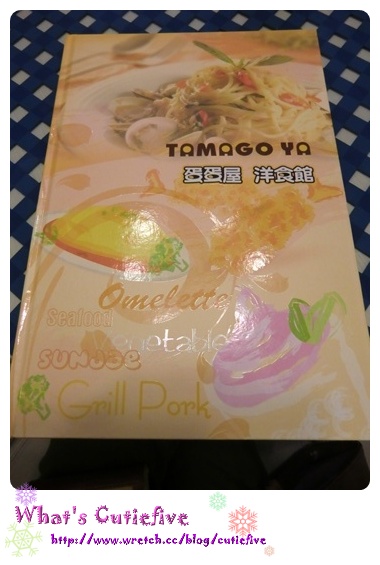 TAMAGO YA
蛋蛋屋 洋食館
Omelette
Seafood
Vegetable
SUNDAE
Grill Pork
What's Cutiefive
http://www.wretch.cc/blog/cutiefive